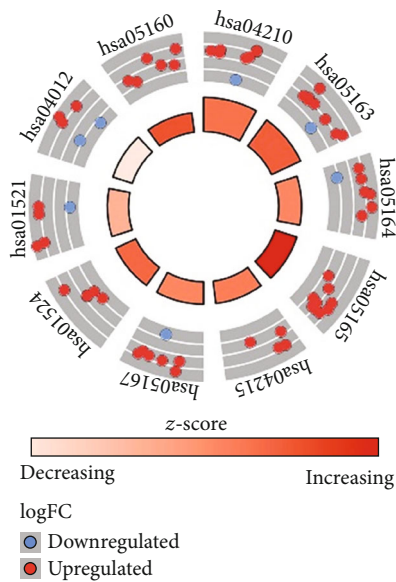 hsa04210
hsa05163
hsa05164
hsa05165
hsa04215
hsa05167
hsa01524
hsa01521
hsa04012
hsa05160
z-score
Decreasing
Increasing
logFC
Downregulated
Upregulated